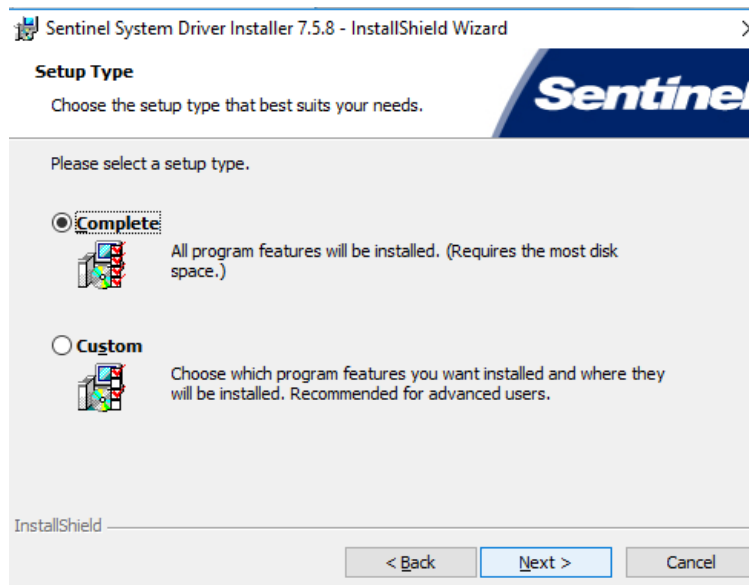 Sentinel System Driver Installer 7.5.8 - InstallShield Wizard
Setup Type
Choose the setup type that best suits your needs.
Sentinel
Please select a setup type.
Complete
All program features will be installed. (Requires the most disk
space.)
Custom
Choose which program features you want installed and where they
will be installed. Recommended for advanced users.
InstallShield
< Back
Next >
Cancel